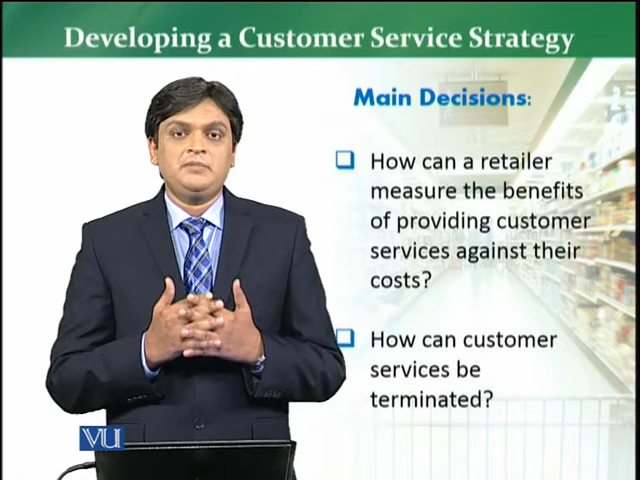 Developing a Customer Service Strategy
Main Decisions:
How can a retailer
measure the benefits
of providing customer
services against their
costs?
How can customer
services be
terminated?
VU